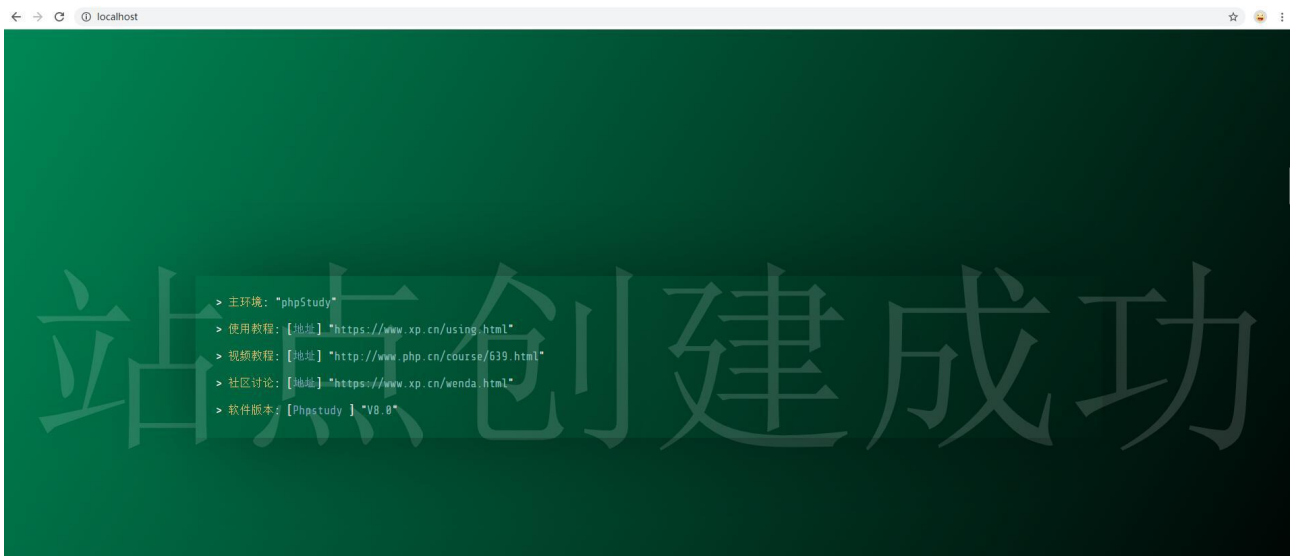 localhost
站点创建成功
> 主环境: "phpStudy"
> 使用教程: [地址] "https://www.xp.cn/using.html"
> 视频教程: [地址] "http://www.php.cn/course/639.html"
> 社区讨论: [地址] "https://www.xp.cn/wenda.html"
> 软件版本: [Phpstudy ] "V8.0"